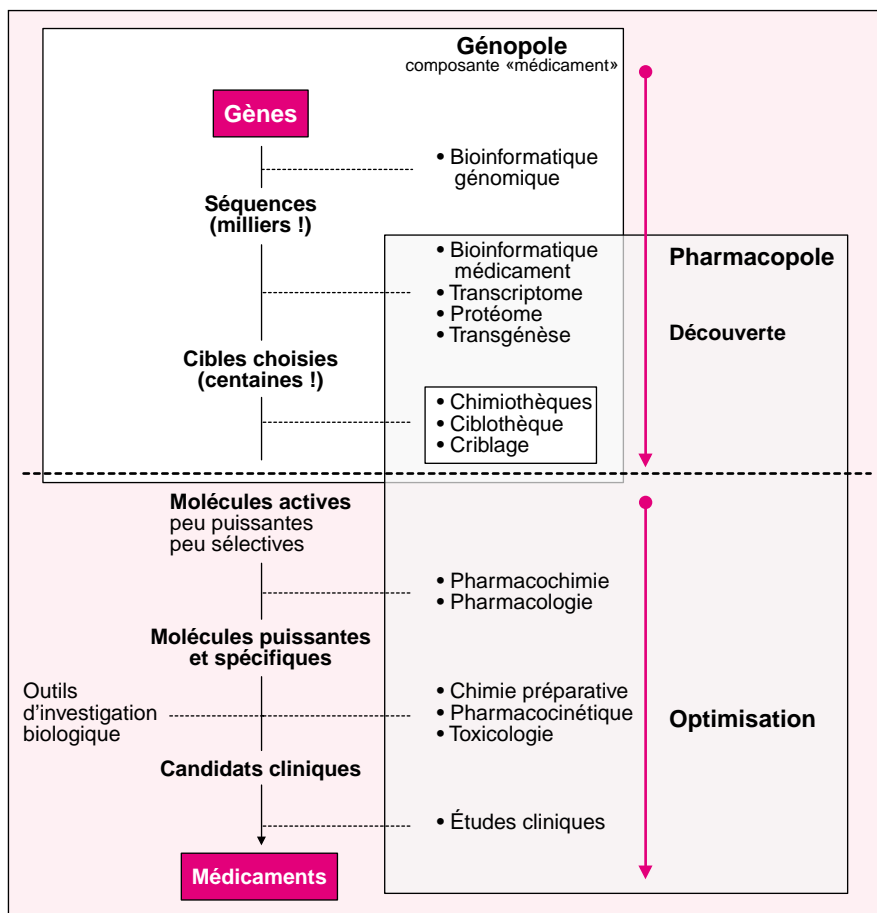 Génopole
composante «médicament»
Gènes
• Bioinformatique
génomique
Séquences
(milliers !)
• Bioinformatique
médicament
• Transcriptome
• Protéome
• Transgénèse
Pharmacopole
Découverte
Cibles choisies
(centaines !)
• Chimiothèques
• Ciblothèque
• Criblage
Molécules actives
peu puissantes
peu sélectives
• Pharmacochimie
• Pharmacologie
Molécules puissantes
et spécifiques
Outils
d’investigation
biologique
• Chimie préparative
• Pharmacocinétique
• Toxicologie
Optimisation
Candidats cliniques
• Études cliniques
Médicaments